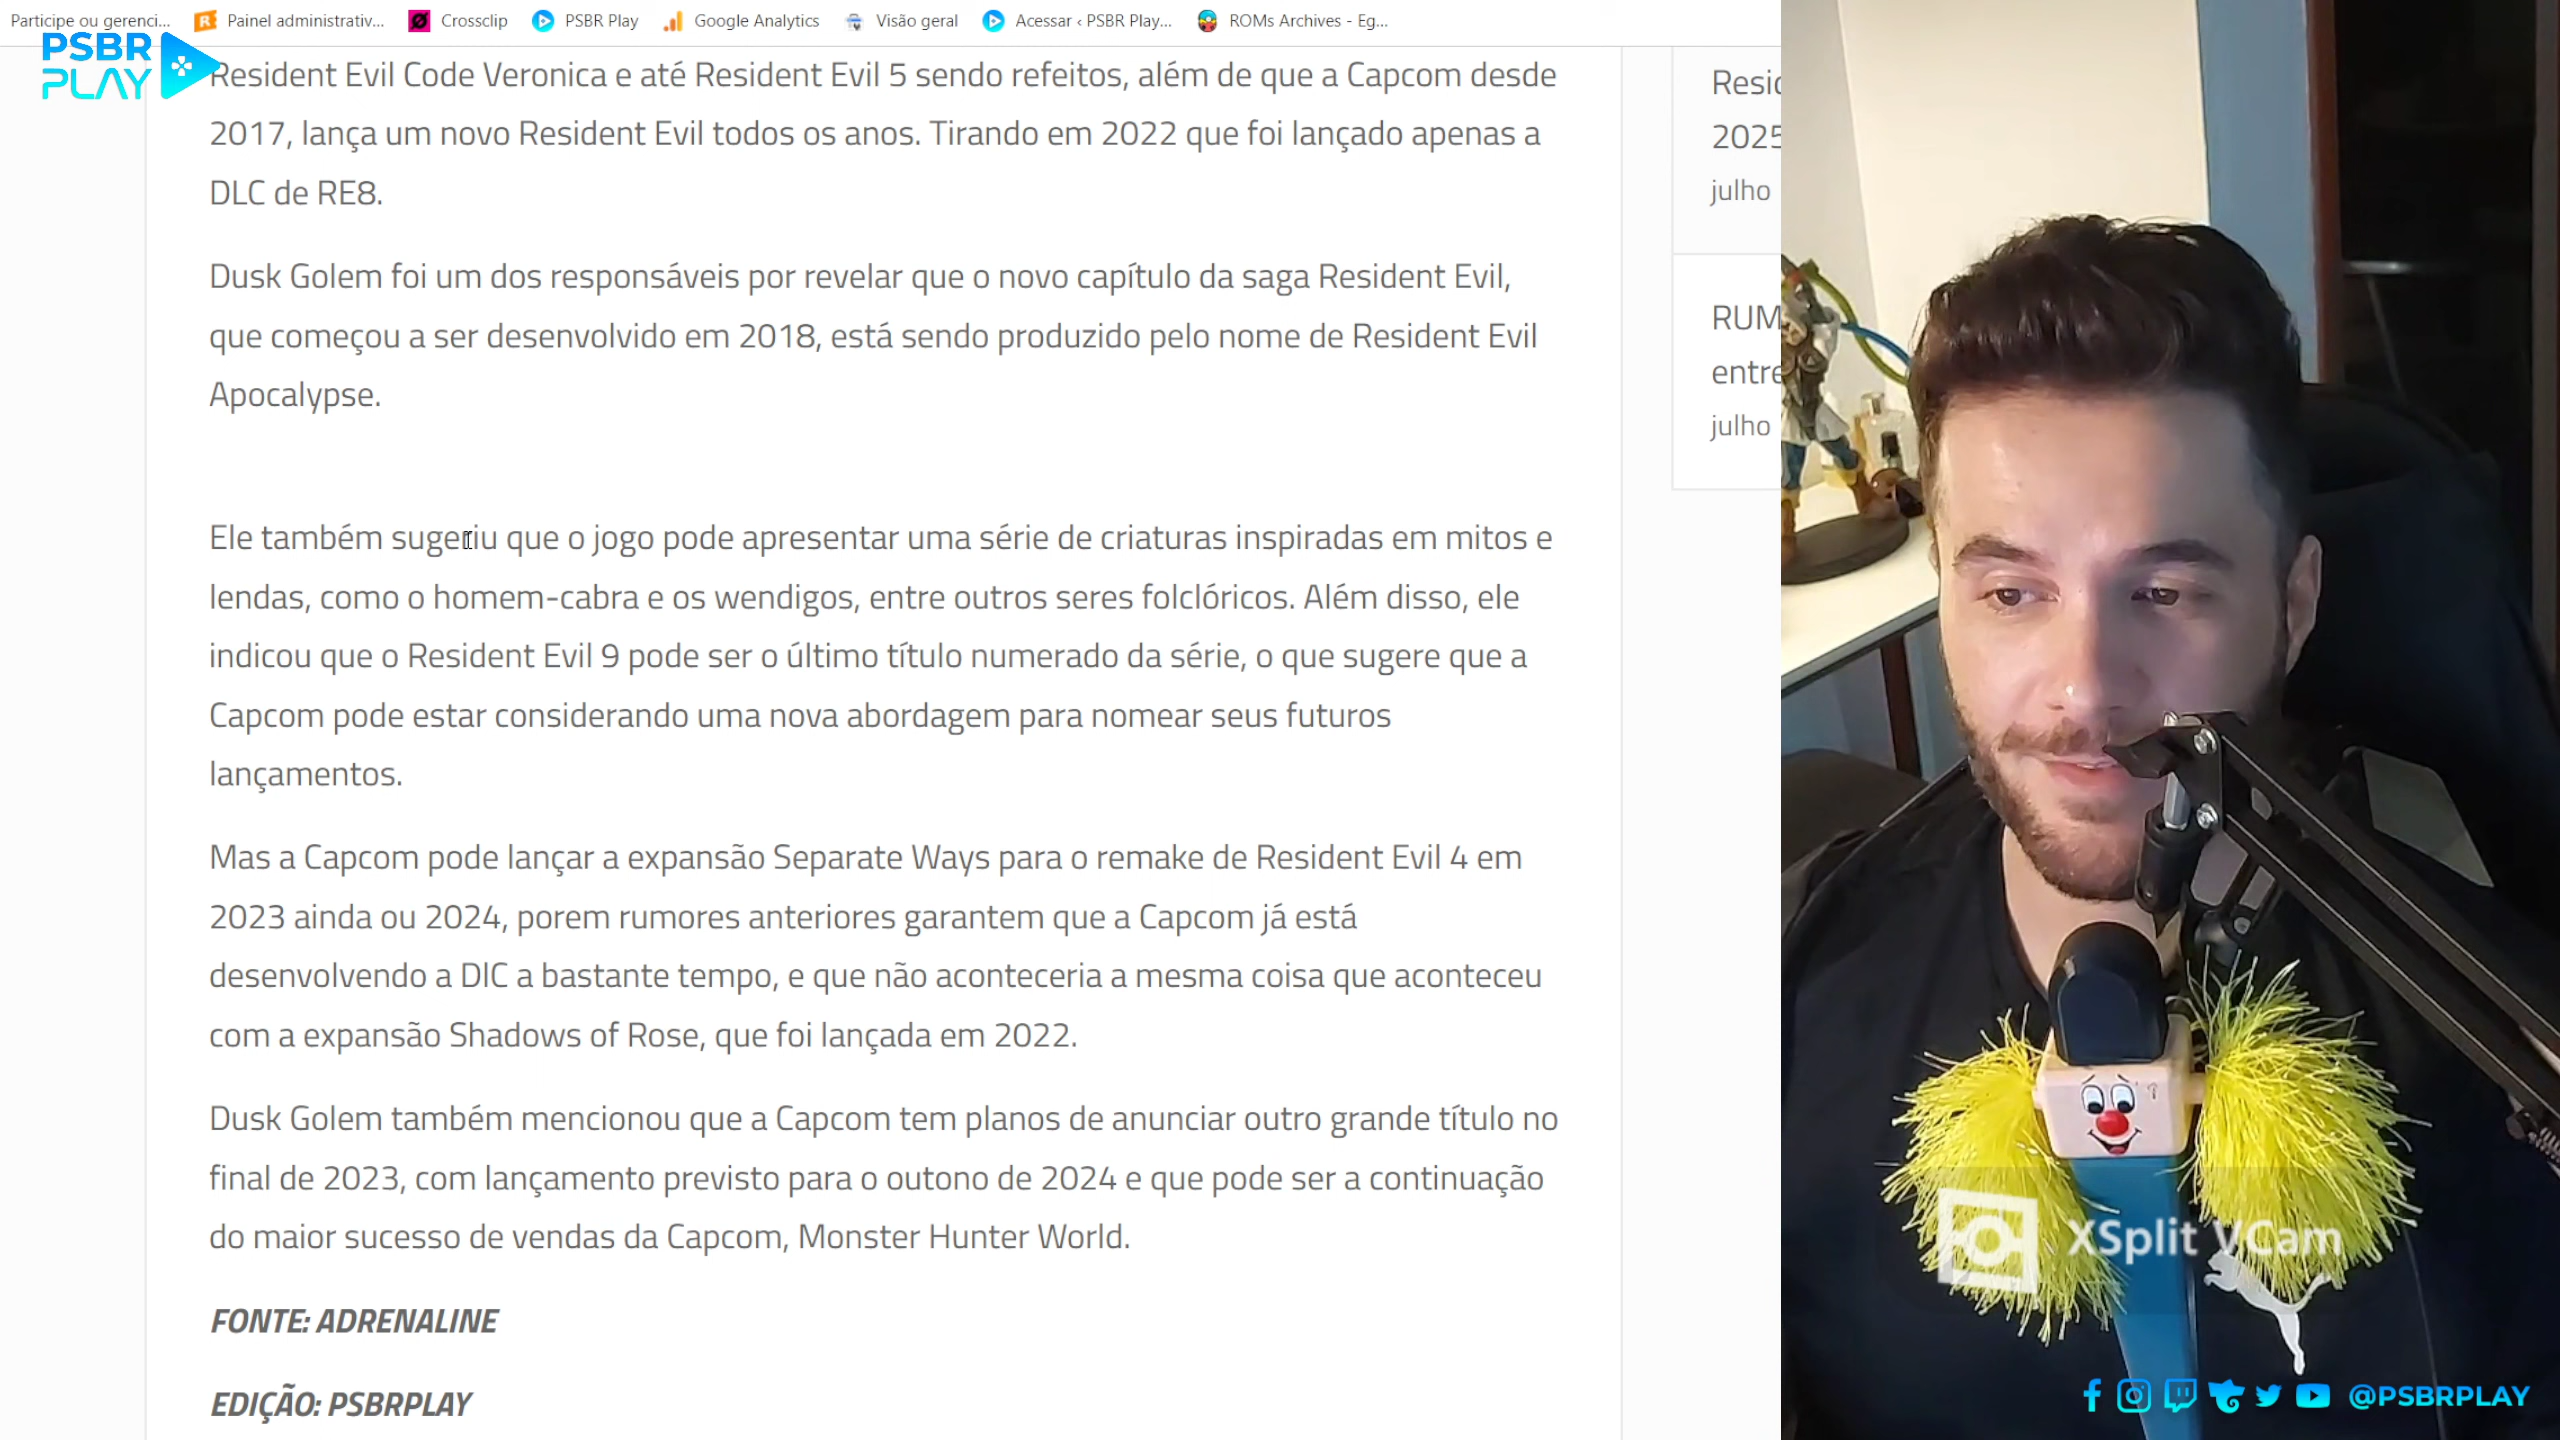 Participe ou gerenci...
Painel administrativ...
Crossclip
PSBR Play
Google Analytics
Visão geral
Acessar ‹ PSBR Play...
ROMs Archives - Eg...
PSBR
PLAY
Resident Evil Code Veronica e até Resident Evil 5 sendo refeitos, além de que a Capcom desde
2017, lança um novo Resident Evil todos os anos. Tirando em 2022 que foi lançado apenas a
DLC de RE8.
Dusk Golem foi um dos responsáveis por revelar que o novo capítulo da saga Resident Evil,
que começou a ser desenvolvido em 2018, está sendo produzido pelo nome de Resident Evil
Apocalypse.
Ele também sugeriu que o jogo pode apresentar uma série de criaturas inspiradas em mitos e
lendas, como o homem-cabra e os wendigos, entre outros seres folclóricos. Além disso, ele
indicou que o Resident Evil 9 pode ser o último título numerado da série, o que sugere que a
Capcom pode estar considerando uma nova abordagem para nomear seus futuros
lançamentos.
Mas a Capcom pode lançar a expansão Separate Ways para o remake de Resident Evil 4 em
2023 ainda ou 2024, porem rumores anteriores garantem que a Capcom já está
desenvolvendo a DlC a bastante tempo, e que não aconteceria a mesma coisa que aconteceu
com a expansão Shadows of Rose, que foi lançada em 2022.
Dusk Golem também mencionou que a Capcom tem planos de anunciar outro grande título no
final de 2023, com lançamento previsto para o outono de 2024 e que pode ser a continuação
do maior sucesso de vendas da Capcom, Monster Hunter World.
FONTE: ADRENALINE
EDIÇÃO: PSBRPLAY
2025
julho
julho
XSplit VCam
@PSBRPLAY